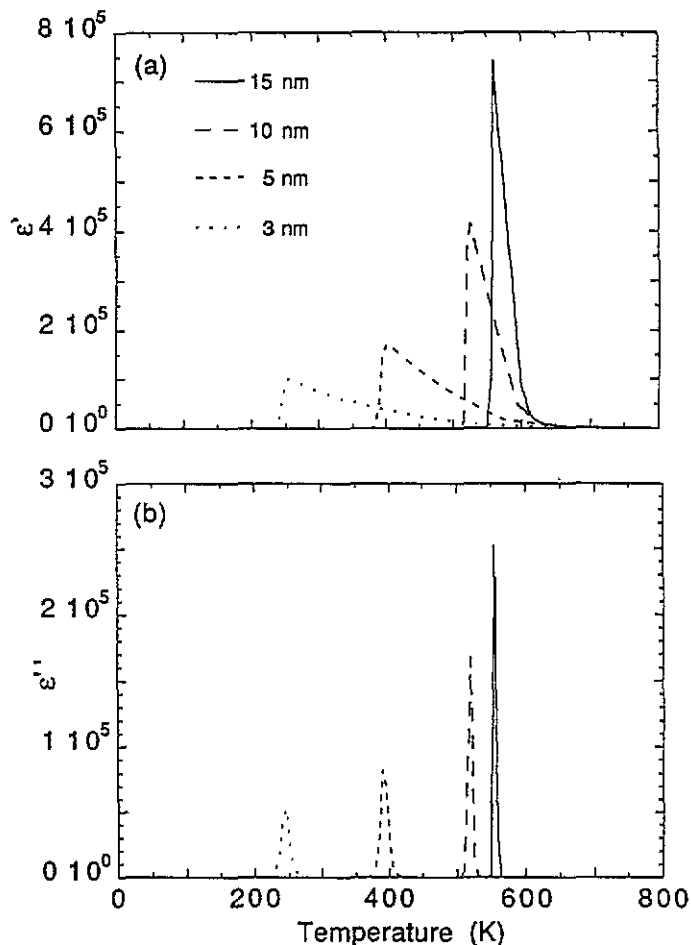 8 10⁵
(a)
15 nm
10 nm
5 nm
3 nm
6 10⁵
4 10⁵
2 10⁵
0 10⁰
ε'
3 10⁵
(b)
2 10⁵
1 10⁵
0 10⁰
ε''
0 200 400 600 800
Temperature (K)